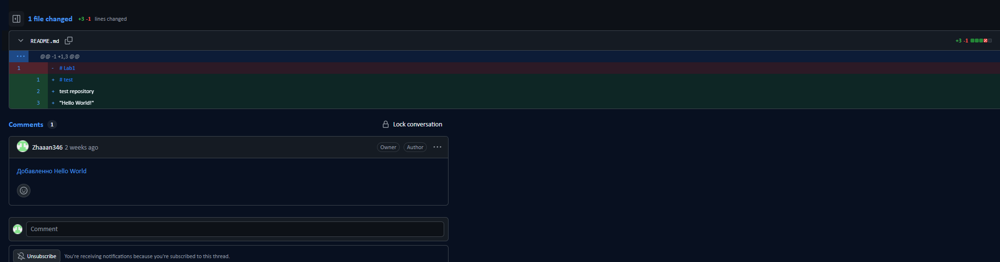 1 file changed +3 -1 lines changed
README.md +3 -1
@@ -1 +1,3 @@
1 - # Lab1
1 + # test
2 + test repository
3 + "Hello World!"
Comments 1 Lock conversation
Zhaaan346 2 weeks ago Owner Author
Добавленно Hello World
Comment
Unsubscribe You're receiving notifications because you're subscribed to this thread.